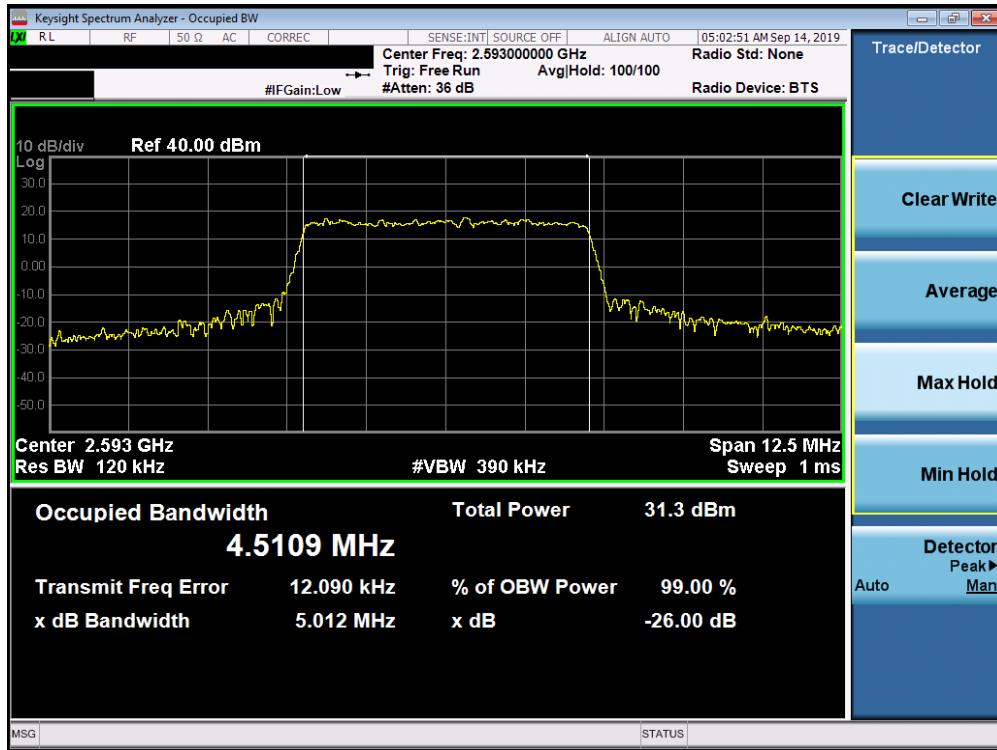 Keysight Spectrum Analyzer - Occupied BW
LXI RL RF 50 Ω AC CORREC SENSE:INT SOURCE OFF ALIGN AUTO 05:02:51 AM Sep 14, 2019
Center Freq: 2.593000000 GHz Radio Std: None
Trig: Free Run Avg|Hold: 100/100
#IFGain:Low #Atten: 36 dB Radio Device: BTS
10 dB/div Ref 40.00 dBm
Log
30.0
20.0
10.0
0.00
-10.0
-20.0
-30.0
-40.0
-50.0
Center 2.593 GHz Span 12.5 MHz
Res BW 120 kHz #VBW 390 kHz Sweep 1 ms
Occupied Bandwidth Total Power 31.3 dBm
4.5109 MHz
Transmit Freq Error 12.090 kHz % of OBW Power 99.00 %
x dB Bandwidth 5.012 MHz x dB -26.00 dB
Trace/Detector
Clear Write
Average
Max Hold
Min Hold
Detector
Peak▶
Auto Man
MSG STATUS